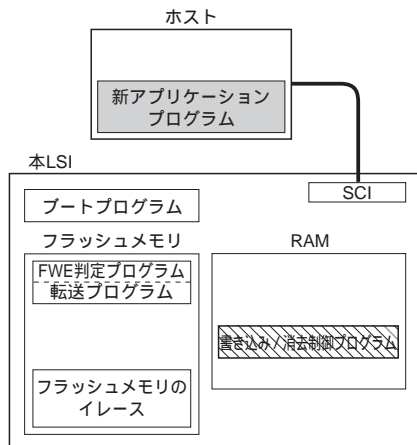 ホスト
新アプリケーション
プログラム
本LSI
SCI
ブートプログラム
フラッシュメモリ
RAM
FWE判定プログラム
転送プログラム
書き込み/消去制御プログラム
フラッシュメモリの
イレース